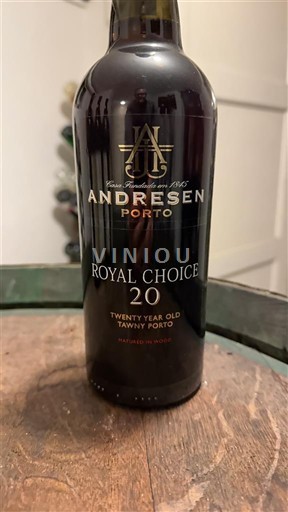 Casa Fundada em 1845
ANDRESEN
PORTO
VINIOU
ROYAL CHOICE
20
TWENTY YEAR OLD
TAWNY PORTO
MATURED IN WOOD